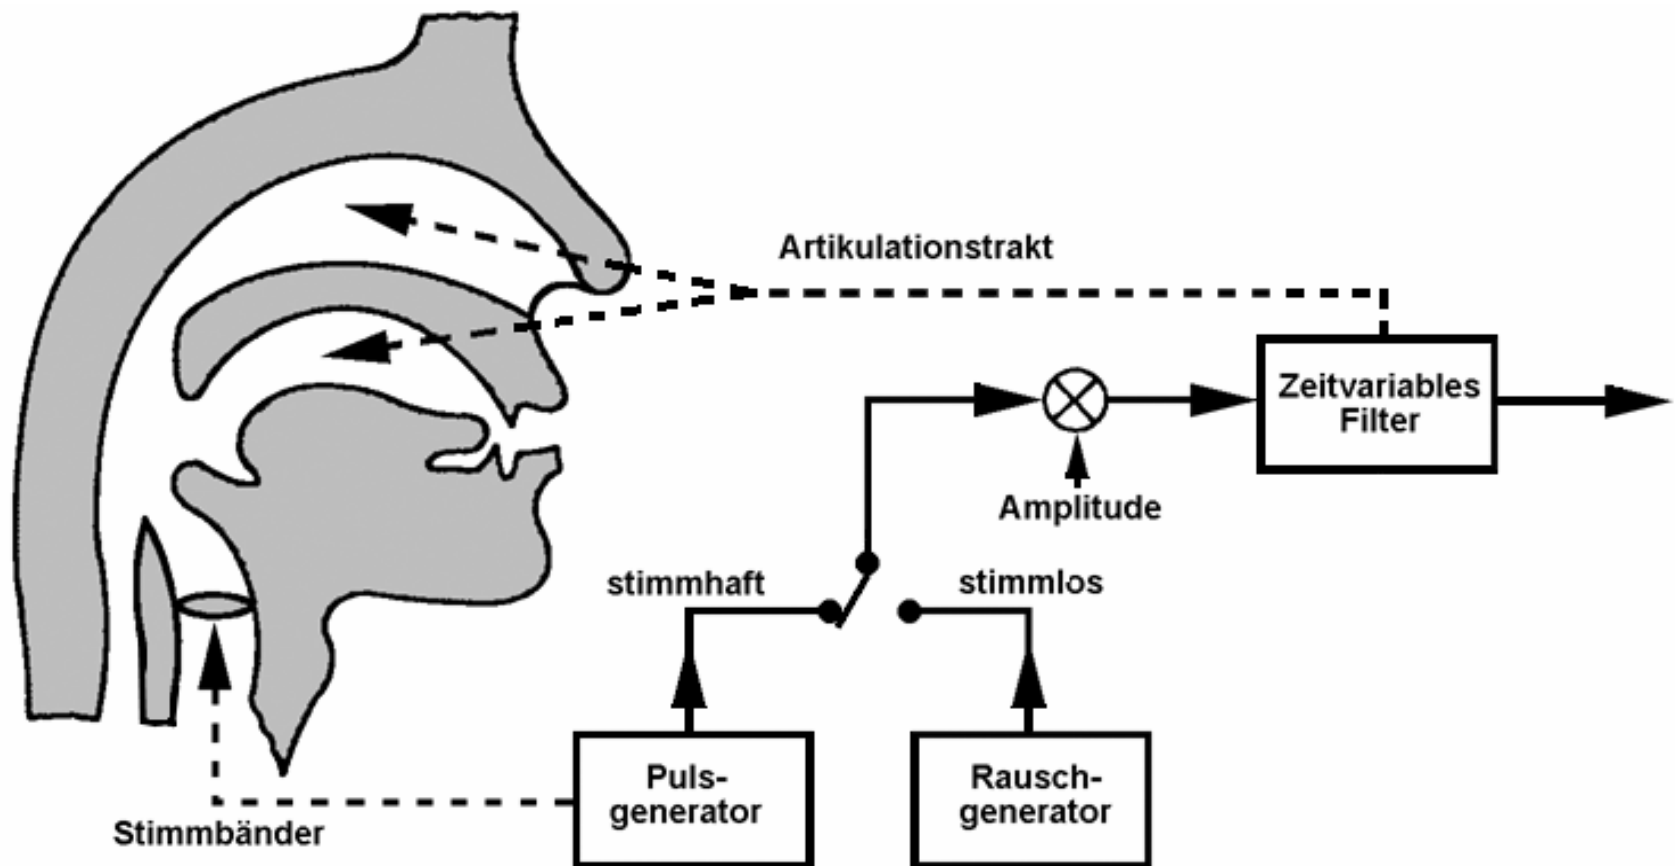 Artikulationstrakt
Zeitvariables
Filter
Amplitude
stimmhaft
stimmlos
Puls-
generator
Rausch-
generator
Stimmbänder